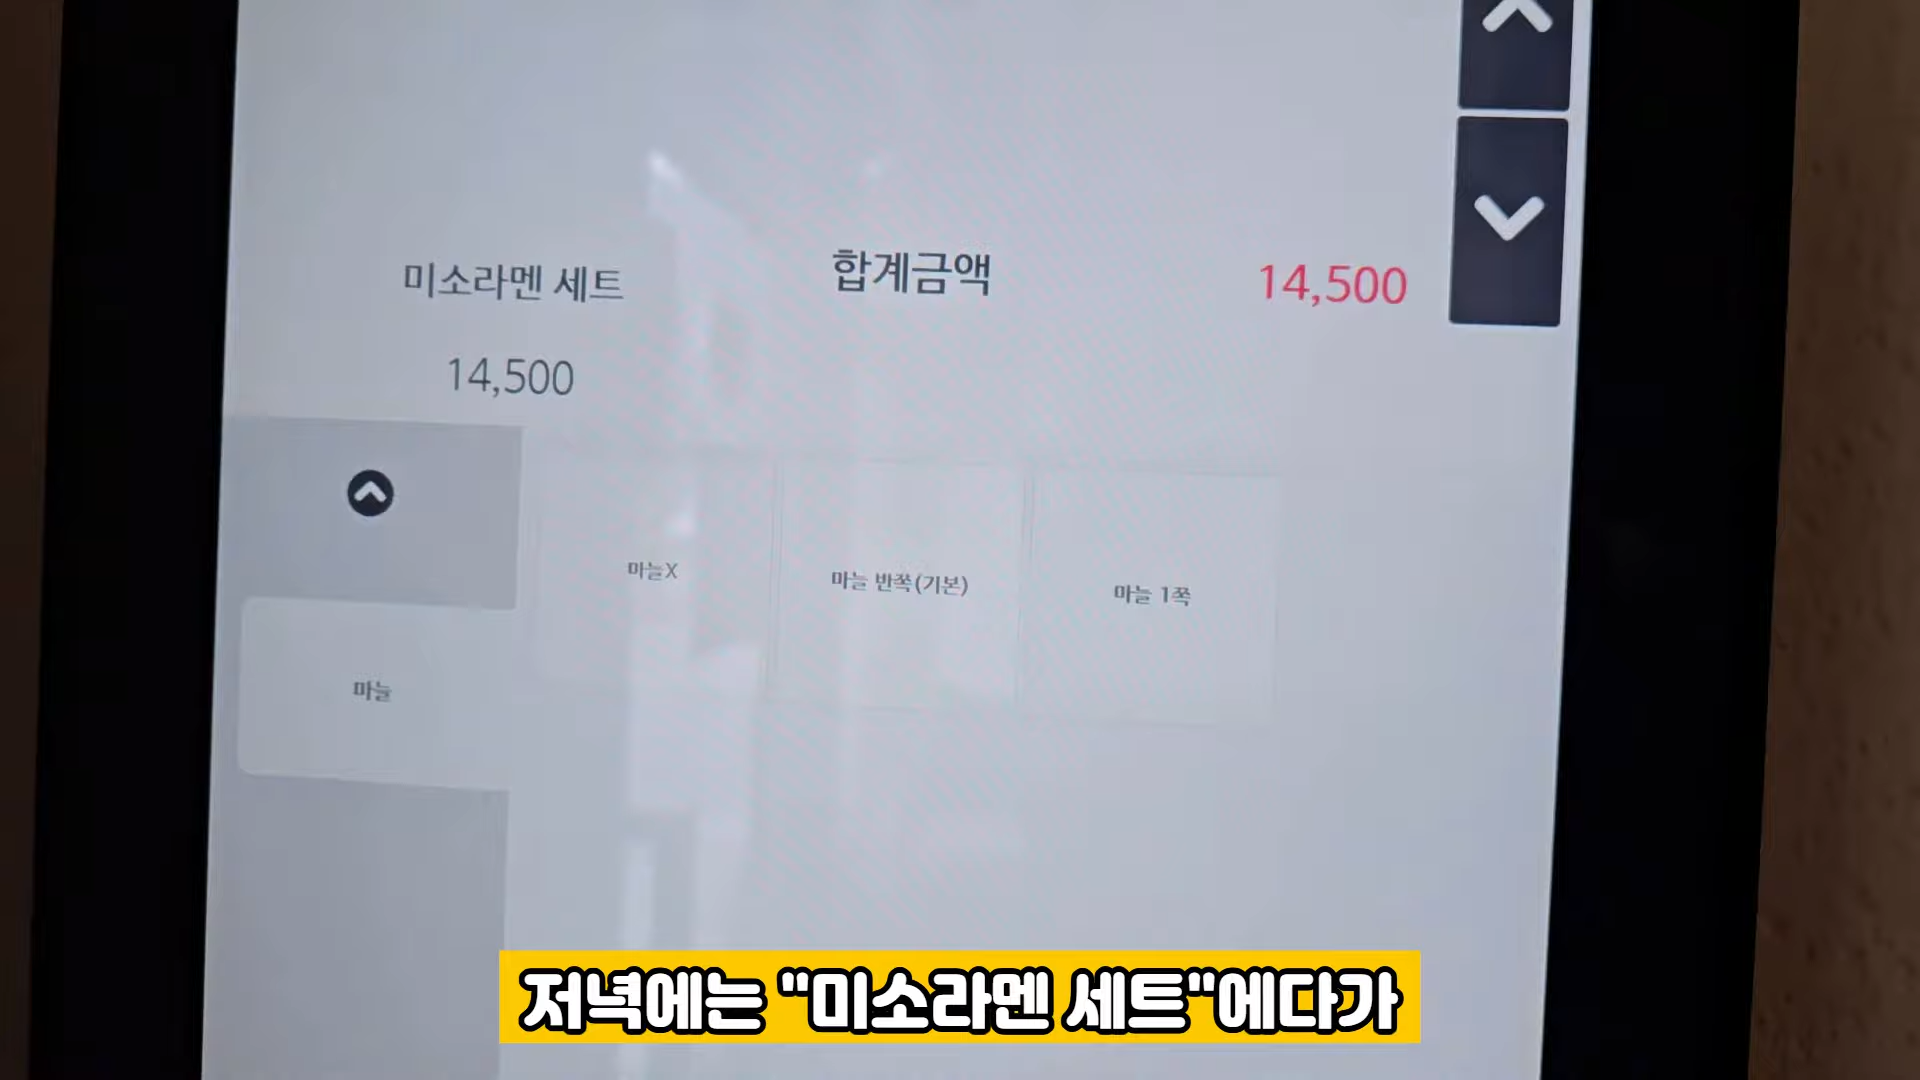 미소라멘 세트
합계금액
14,500
14,500
마늘X
마늘 반쪽(기본)
마늘 1쪽
마늘
저녁에는 "미소라멘 세트"에다가